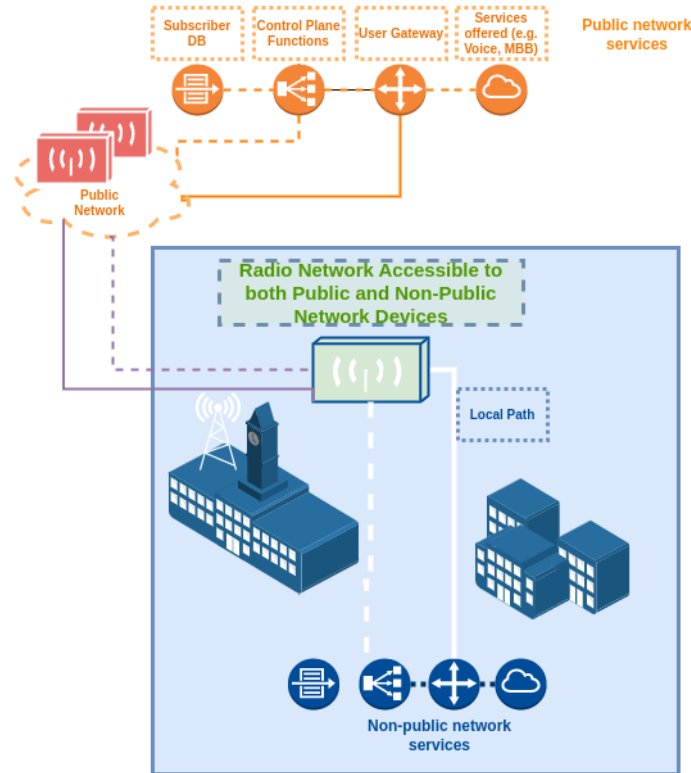 Subscriber
DB
Control Plane
Functions
User Gateway
Services
offered (e.g.
Voice, MBB)
Public network
services
Public
Network
Radio Network Accessible to
both Public and Non-Public
Network Devices
Local Path
Non-public network
services